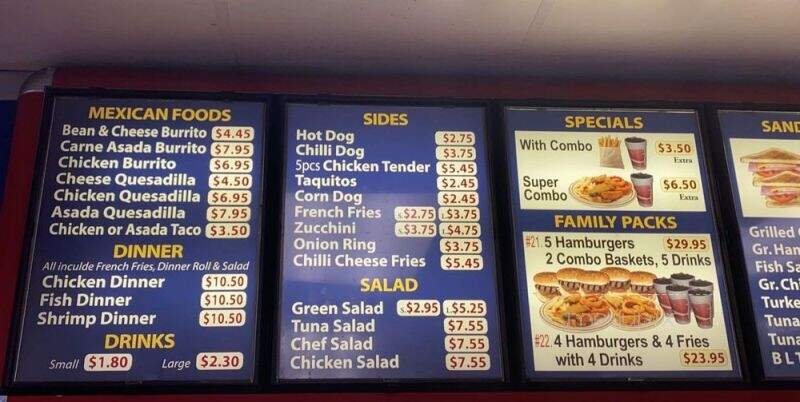 MEXICAN FOODS
Bean & Cheese Burrito $4.45
Carne Asada Burrito $7.95
Chicken Burrito $6.95
Cheese Quesadilla $4.50
Chicken Quesadilla $6.95
Asada Quesadilla $7.95
Chicken or Asada Taco $3.50
DINNER
All inculde French Fries, Dinner Roll & Salad
Chicken Dinner $10.50
Fish Dinner $10.50
Shrimp Dinner $10.50
DRINKS
Small $1.80 Large $2.30
SIDES
Hot Dog $2.75
Chilli Dog $3.75
5pcs Chicken Tender $5.45
Taquitos $2.45
Corn Dog $2.45
French Fries S. $2.75 L. $3.75
Zucchini S. $3.75 L. $4.75
Onion Ring $3.75
Chilli Cheese Fries $5.45
SALAD
Green Salad S. $2.95 L. $5.25
Tuna Salad $7.55
Chef Salad $7.55
Chicken Salad $7.55
SPECIALS
With Combo $3.50
Extra
Super Combo $6.50
Extra
FAMILY PACKS
#21. 5 Hamburgers $29.95
2 Combo Baskets, 5 Drinks
#22. 4 Hamburgers & 4 Fries
with 4 Drinks $23.95
SAND
Grilled
Gr. Ham
Fish Sa
Gr. Chi
Turke
Tuna
Tuna
B L T